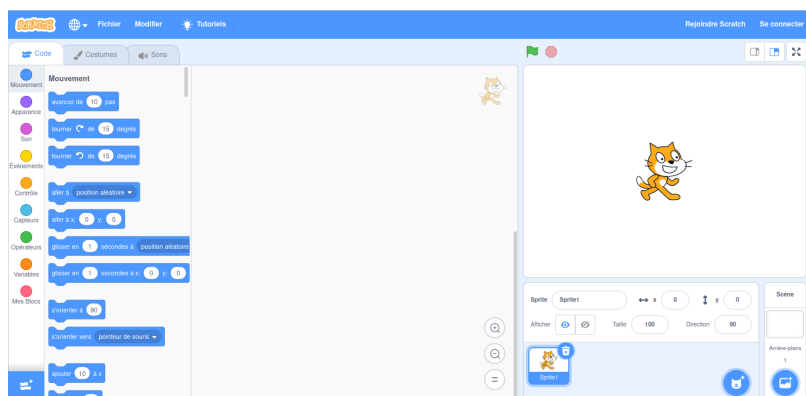 SCRATCH Fichier Modifier Tutoriels Rejoindre Scratch Se connecter
Code Costumes Sons
Mouvement
Apparence
Son
Événements
Contrôle
Capteurs
Opérateurs
Variables
Mes Blocs
Mouvement
avancer de 10 pas
tourner de 15 degrés
tourner de 15 degrés
aller à position aléatoire
aller à x: 0 y: 0
glisser en 1 secondes à position aléatoire
glisser en 1 secondes à x: 0 y: 0
s'orienter à 90
s'orienter vers pointeur de souris
ajouter 10 à x
Sprite Sprite1 x 0 y 0
Afficher Taille 100 Direction 90
Sprite1
Scène
Arrière-plans
1